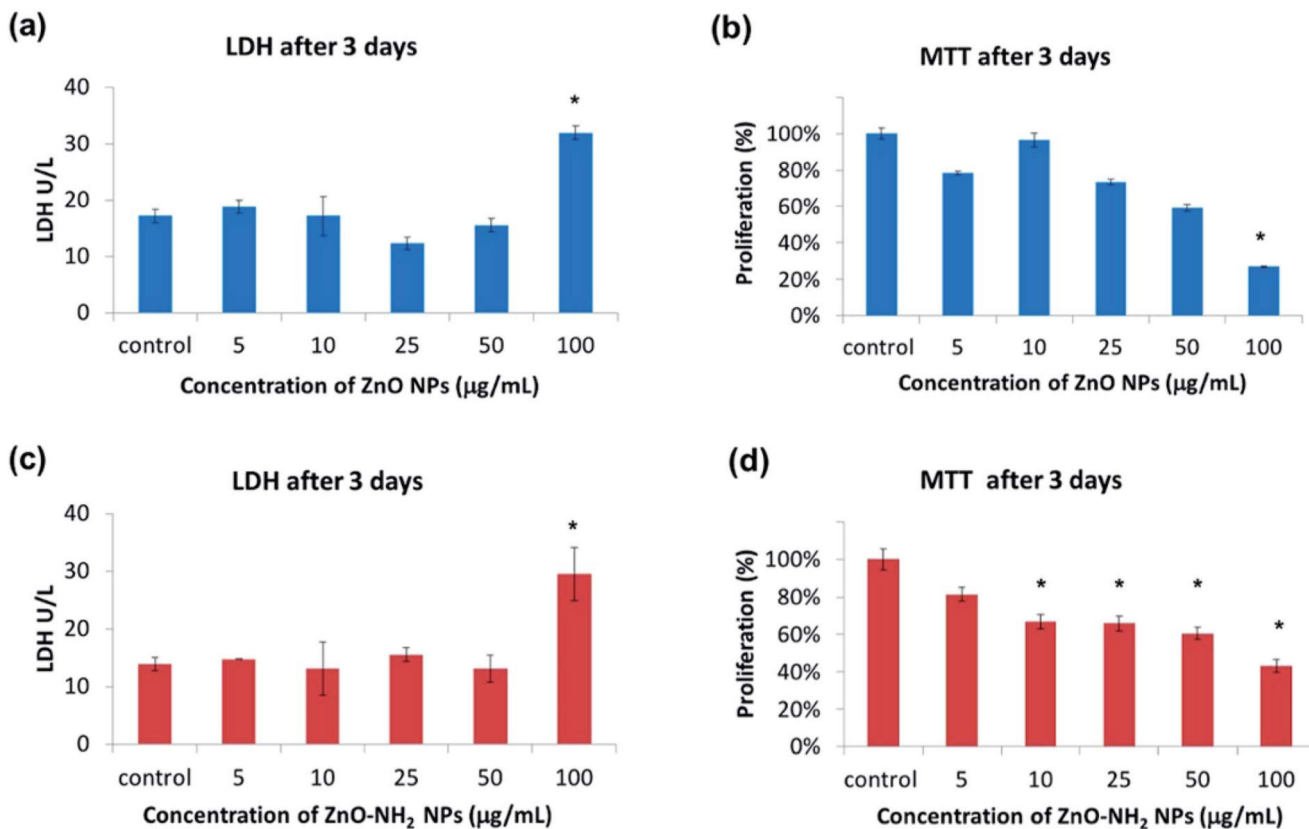 (a)
LDH after 3 days
LDH U/L
40
30
20
10
0
*
control 5 10 25 50 100
Concentration of ZnO NPs (µg/mL)
(b)
MTT after 3 days
Proliferation (%)
100%
80%
60%
40%
20%
0%
*
control 5 10 25 50 100
Concentration of ZnO NPs (µg/mL)
(c)
LDH after 3 days
LDH U/L
40
30
20
10
0
*
control 5 10 25 50 100
Concentration of ZnO-NH₂ NPs (µg/mL)
(d)
MTT after 3 days
Proliferation (%)
100%
80%
60%
40%
20%
0%
* * * *
control 5 10 25 50 100
Concentration of ZnO-NH₂ NPs (µg/mL)